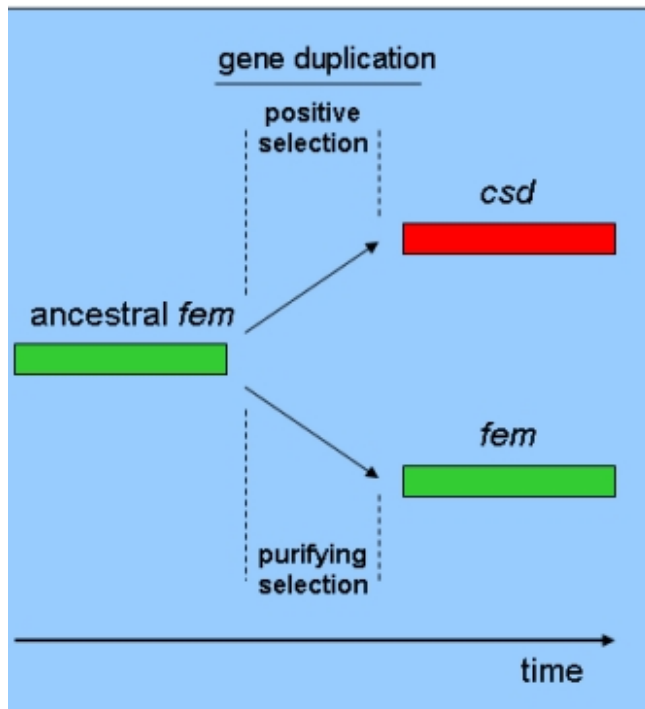 gene duplication
positive
selection
csd
ancestral fem
fem
purifying
selection
time